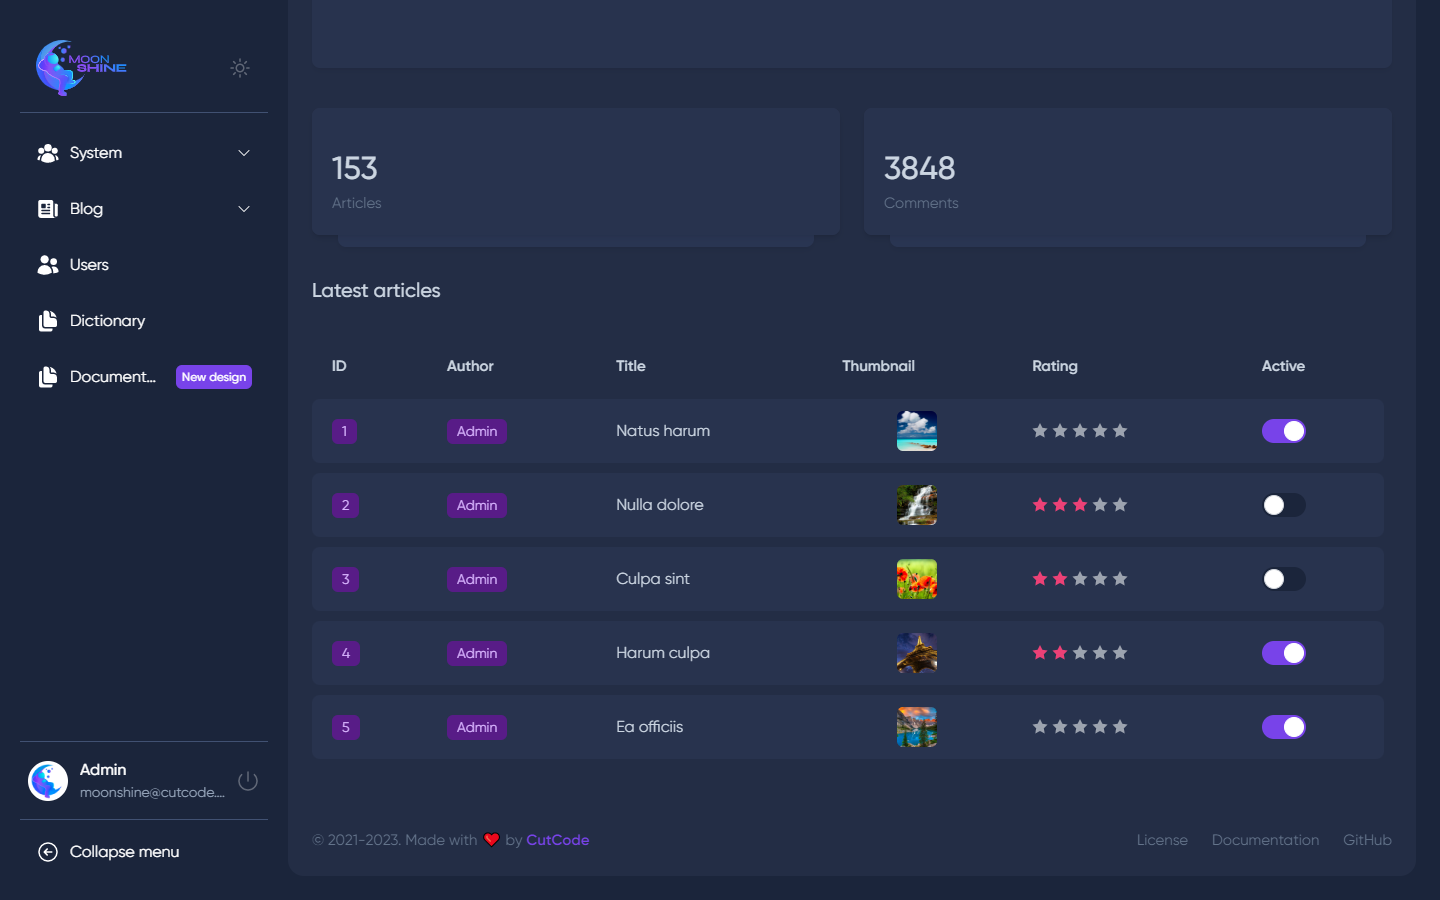 MOON
SHINE
System
Blog
Users
Dictionary
Document... New design
Admin
moonshine@cutcode....
Collapse menu
153
Articles
3848
Comments
Latest articles
ID Author Title Thumbnail Rating Active
1 Admin Natus harum
2 Admin Nulla dolore
3 Admin Culpa sint
4 Admin Harum culpa
5 Admin Ea officiis
© 2021-2023. Made with ❤️ by CutCode License Documentation GitHub